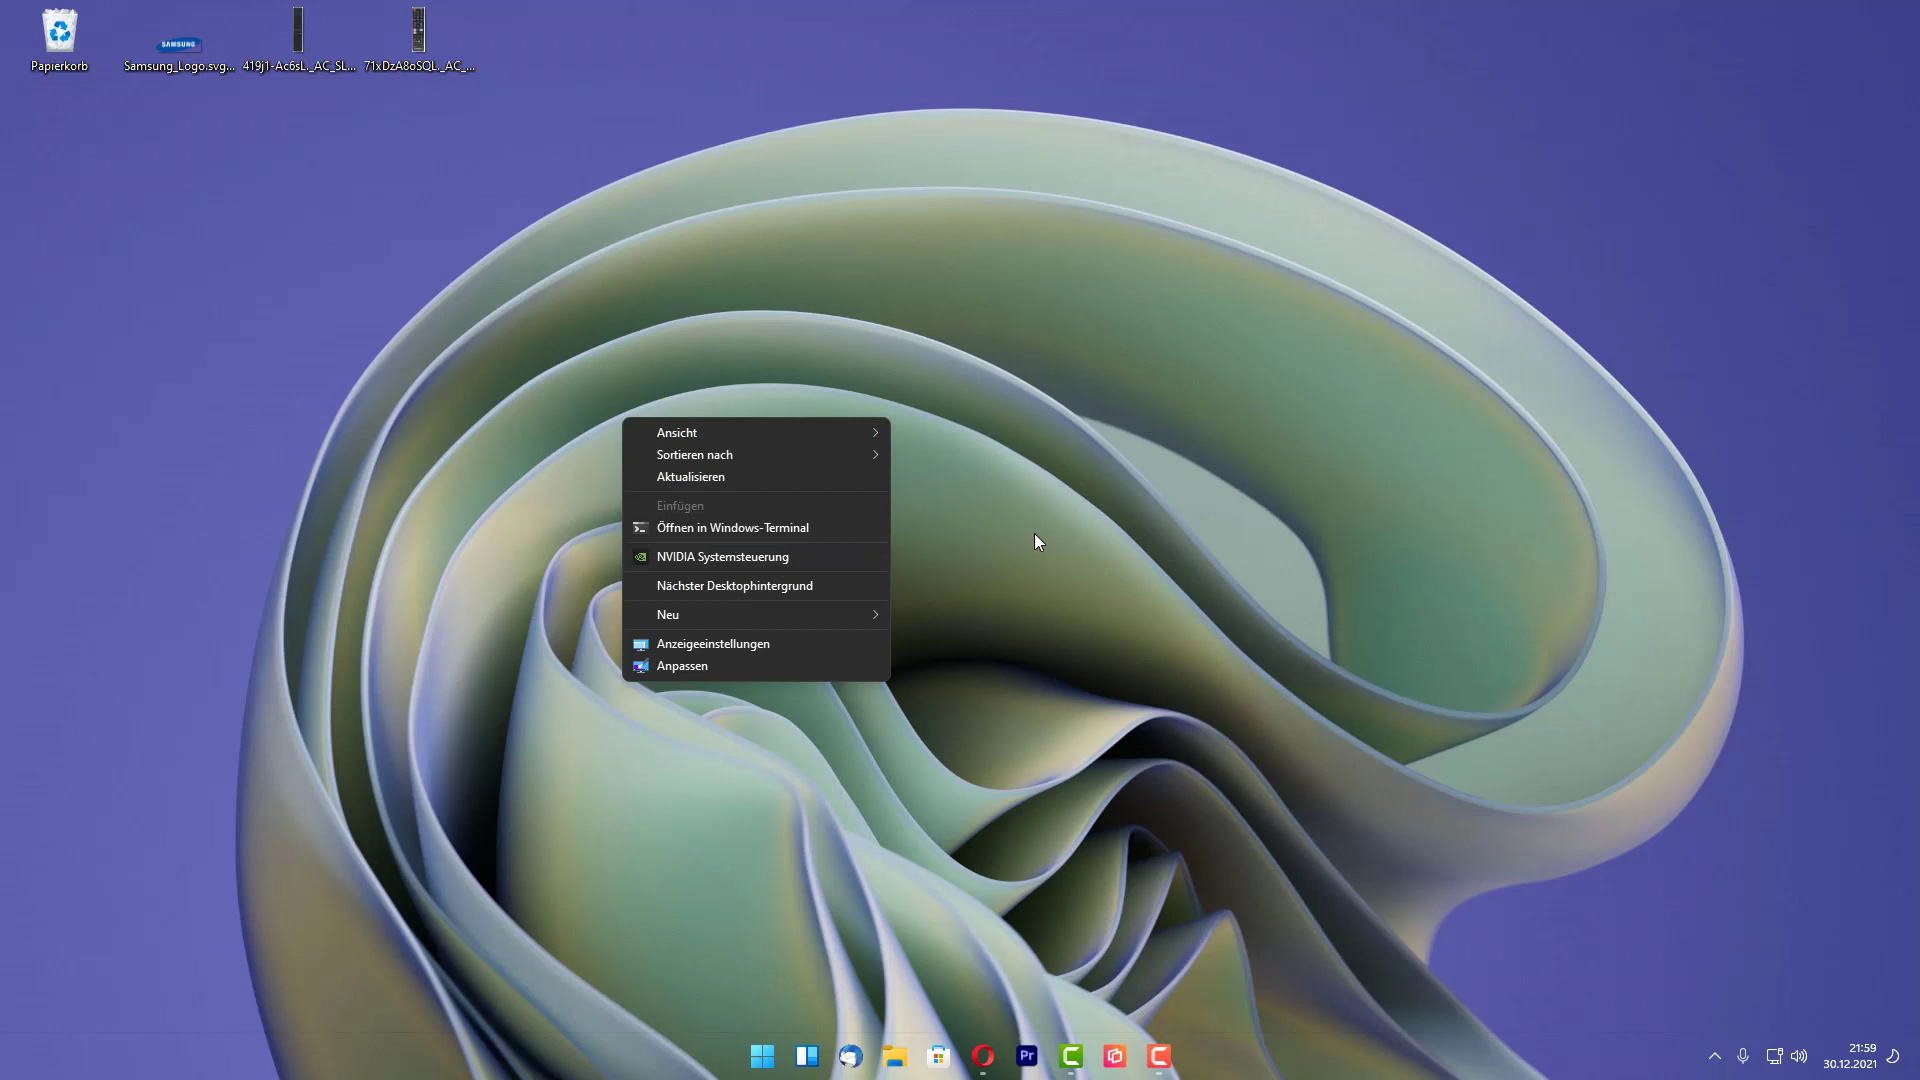 SAMSUNG
Papierkorb
Samsung_Logo.svg...
419j1-Ac6sL._AC_SL...
71xDzA8oSQL._AC_...
Ansicht
Sortieren nach
Aktualisieren
Einfügen
Öffnen in Windows-Terminal
NVIDIA Systemsteuerung
Nächster Desktophintergrund
Neu
Anzeigeeinstellungen
Anpassen
Pr
21:59
30.12.2021